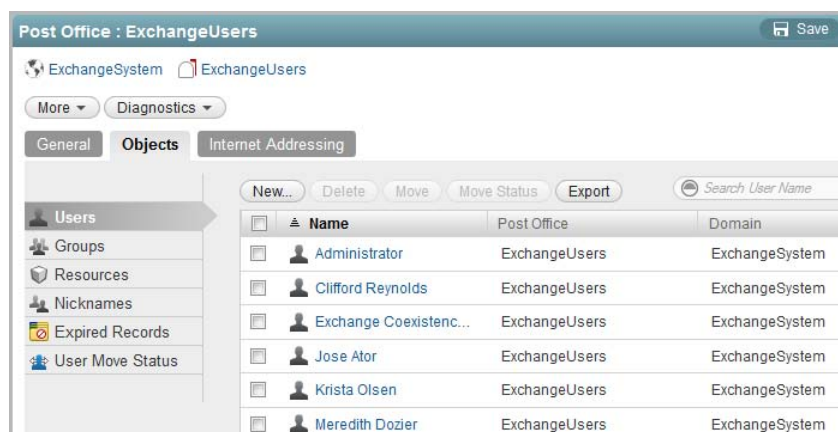 Post Office : ExchangeUsers
Save
ExchangeSystem ExchangeUsers
More Diagnostics
General Objects Internet Addressing
New... Delete Move Move Status Export Search User Name
Users
Groups
Resources
Nicknames
Expired Records
User Move Status
Name Post Office Domain
Administrator ExchangeUsers ExchangeSystem
Clifford Reynolds ExchangeUsers ExchangeSystem
Exchange Coexistenc... ExchangeUsers ExchangeSystem
Jose Ator ExchangeUsers ExchangeSystem
Krista Olsen ExchangeUsers ExchangeSystem
Meredith Dozier ExchangeUsers ExchangeSystem